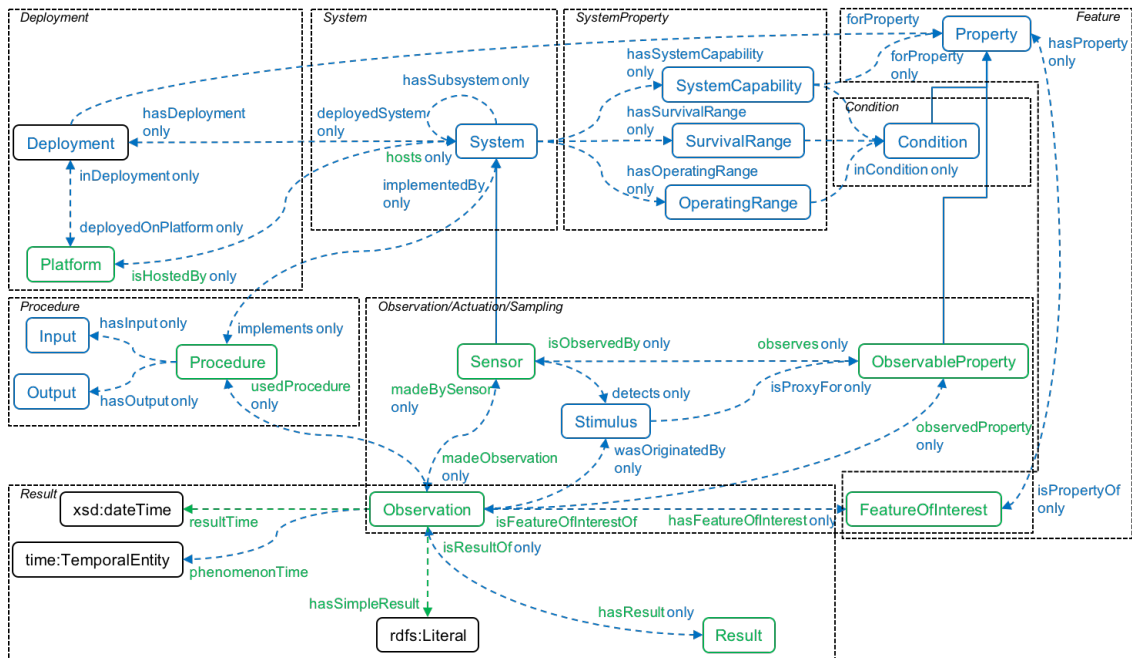 Deployment
System
SystemProperty
Feature
forProperty
Property
hasProperty
only
forProperty
only
hasSystemCapability
only
SystemCapability
hasSubsystem only
hasDeployment
only
deployedSystem
only
Condition
hasSurvivalRange
only
Deployment
System
SurvivalRange
Condition
hosts only
inDeployment only
implementedBy
only
hasOperatingRange
only
inCondition only
OperatingRange
deployedOnPlatform only
Platform
isHostedBy only
Procedure
Observation/Actuation/Sampling
hasInput only
implements only
Input
isObservedBy only
observes only
Procedure
Sensor
ObservableProperty
usedProcedure
only
madeBySensor
only
Output
hasOutput only
detects only
isProxyFor only
Stimulus
observedProperty
only
madeObservation
only
wasOriginatedBy
only
Result
xsd:dateTime
resultTime
Observation
isFeatureOfInterestOf
hasFeatureOfInterest only
FeatureOfInterest
isPropertyOf
only
isResultOf only
time:TemporalEntity
phenomenonTime
hasSimpleResult
hasResult only
rdfs:Literal
Result